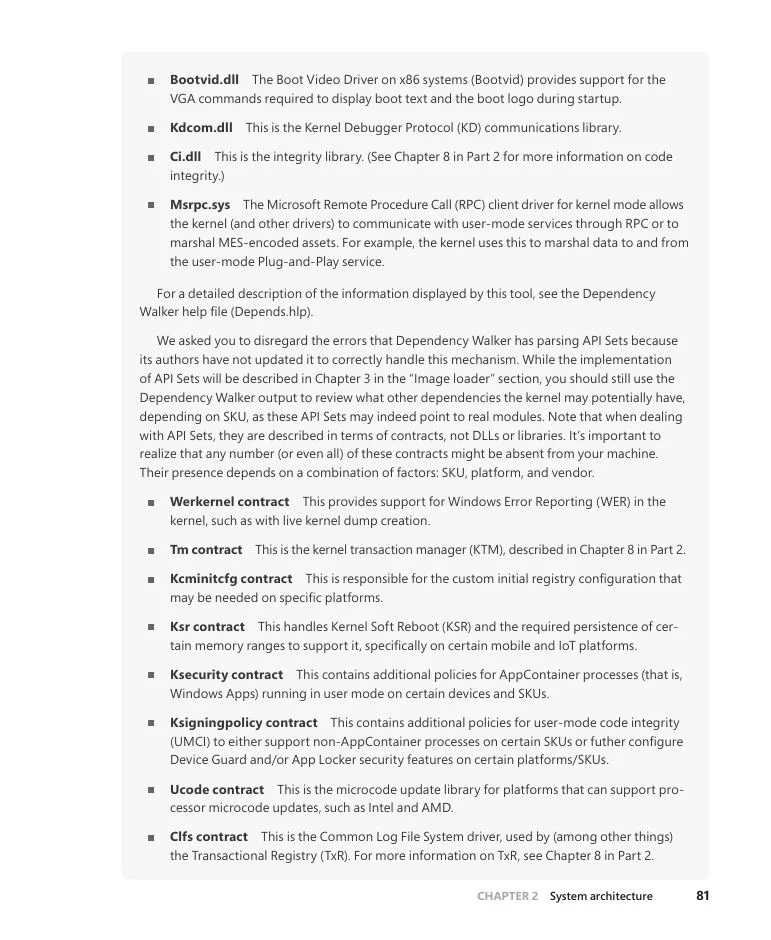 ■ Bootvid.dll The Boot Video Driver on x86 systems (Bootvid) provides support for the
VGA commands required to display boot text and the boot logo during startup.
■ Kdcom.dll This is the Kernel Debugger Protocol (KD) communications library.
■ Ci.dll This is the integrity library. (See Chapter 8 in Part 2 for more information on code
integrity.)
■ Msrpc.sys The Microsoft Remote Procedure Call (RPC) client driver for kernel mode allows
the kernel (and other drivers) to communicate with user-mode services through RPC or to
marshal MES-encoded assets. For example, the kernel uses this to marshal data to and from
the user-mode Plug-and-Play service.
For a detailed description of the information displayed by this tool, see the Dependency
Walker help file (Depends.hlp).
We asked you to disregard the errors that Dependency Walker has parsing API Sets because
its authors have not updated it to correctly handle this mechanism. While the implementation
of API Sets will be described in Chapter 3 in the “Image loader” section, you should still use the
Dependency Walker output to review what other dependencies the kernel may potentially have,
depending on SKU, as these API Sets may indeed point to real modules. Note that when dealing
with API Sets, they are described in terms of contracts, not DLLs or libraries. It’s important to
realize that any number (or even all) of these contracts might be absent from your machine.
Their presence depends on a combination of factors: SKU, platform, and vendor.
■ Werkernel contract This provides support for Windows Error Reporting (WER) in the
kernel, such as with live kernel dump creation.
■ Tm contract This is the kernel transaction manager (KTM), described in Chapter 8 in Part 2.
■ Kcminitcfg contract This is responsible for the custom initial registry configuration that
may be needed on specific platforms.
■ Ksr contract This handles Kernel Soft Reboot (KSR) and the required persistence of cer-
tain memory ranges to support it, specifically on certain mobile and IoT platforms.
■ Ksecurity contract This contains additional policies for AppContainer processes (that is,
Windows Apps) running in user mode on certain devices and SKUs.
■ Ksigningpolicy contract This contains additional policies for user-mode code integrity
(UMCI) to either support non-AppContainer processes on certain SKUs or futher configure
Device Guard and/or App Locker security features on certain platforms/SKUs.
■ Ucode contract This is the microcode update library for platforms that can support pro-
cessor microcode updates, such as Intel and AMD.
■ Clfs contract This is the Common Log File System driver, used by (among other things)
the Transactional Registry (TxR). For more information on TxR, see Chapter 8 in Part 2.
CHAPTER 2 System architecture 81